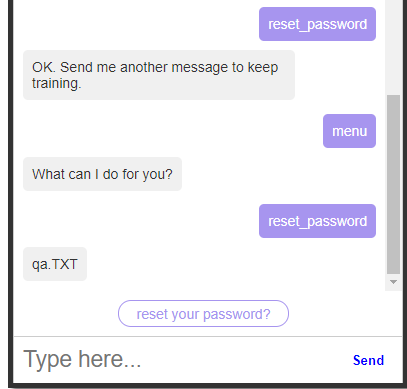 reset_password
OK. Send me another message to keep
training.
menu
What can I do for you?
reset_password
qa.TXT
reset your password?
Type here...
Send